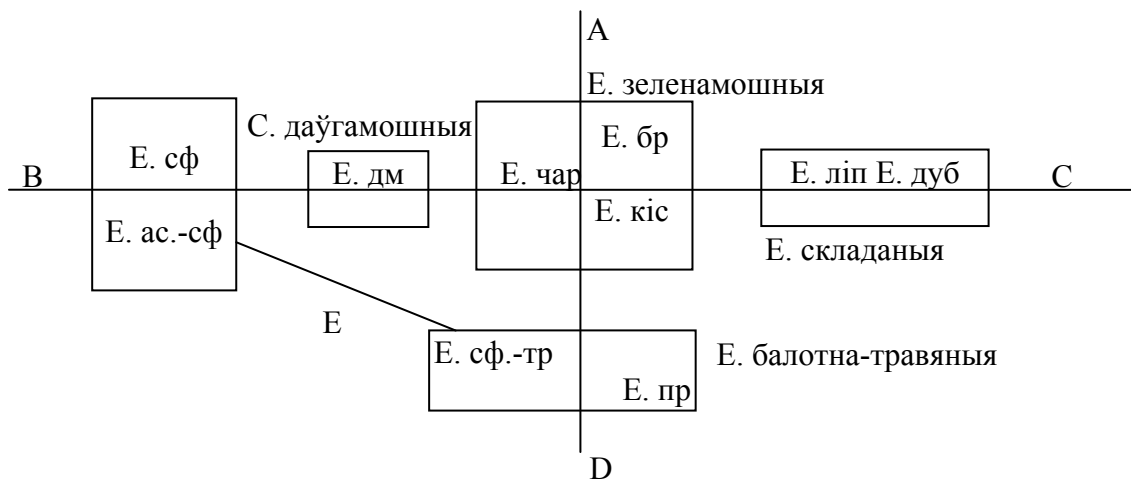 A
Е. зеленамошныя
С. даўгамошныя
Е. бр
Е. сф
B
Е. дм
Е. чар
Е. ліп Е. дуб
C
Е. кіс
Е. ас.-сф
Е. складаныя
E
Е. сф.-тр
Е. балотна-травяныя
Е. пр
D